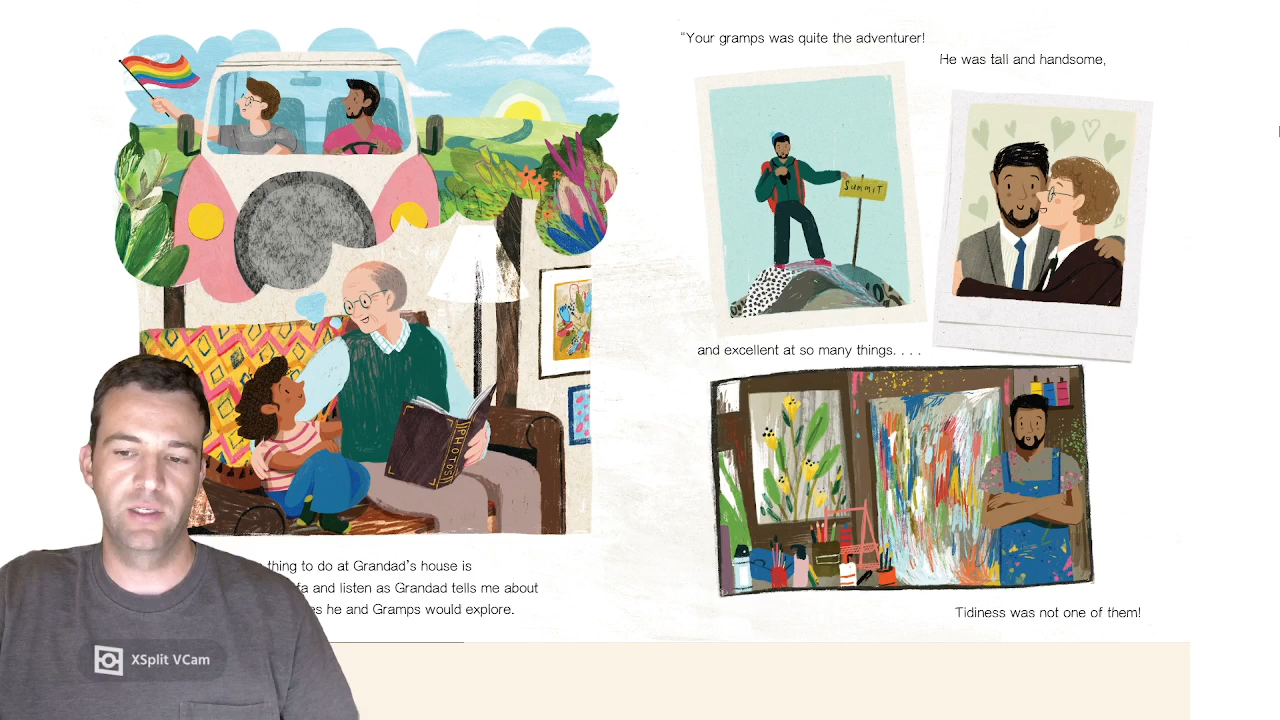 thing to do at Grandad's house is
and listen as Grandad tells me about
he and Gramps would explore.
PHOTOS
"Your gramps was quite the adventurer!
He was tall and handsome,
SUMMIT
and excellent at so many things. . . .
Tidiness was not one of them!
XSplit VCam